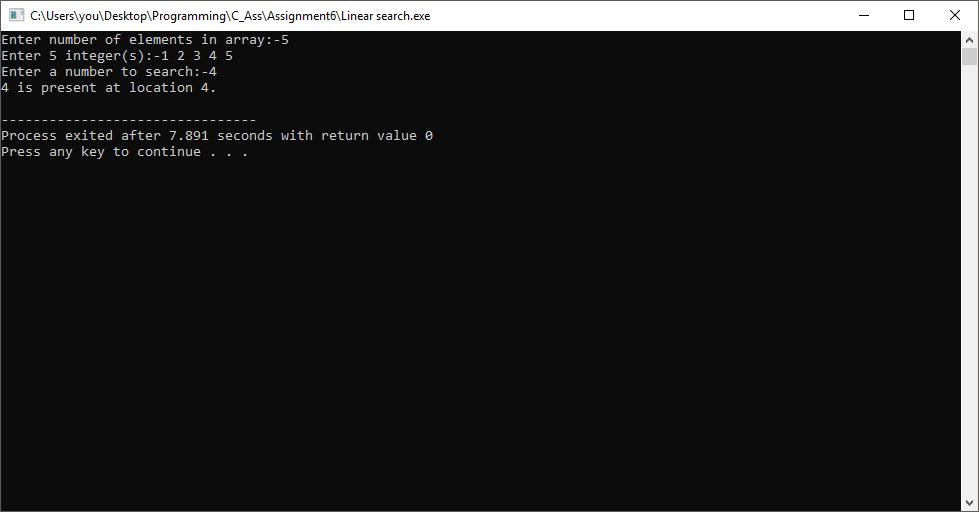 C:\Users\you\Desktop\Programming\C_Ass\Assignment6\Linear search.exe
Enter number of elements in array:-5
Enter 5 integer(s):-1 2 3 4 5
Enter a number to search:-4
4 is present at location 4.
--------------------------------
Process exited after 7.891 seconds with return value 0
Press any key to continue . . .